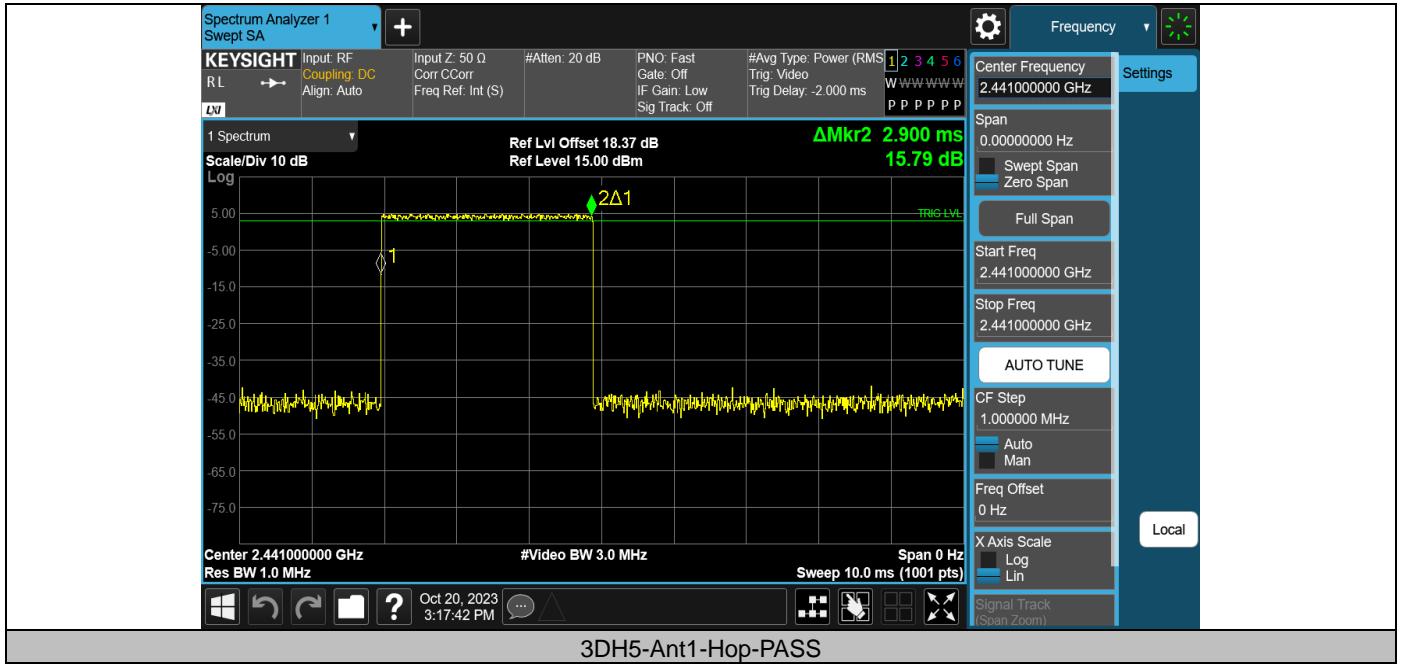 Spectrum Analyzer 1
Swept SA
+
Frequency
KEYSIGHT
RL
LXI
Input: RF
Coupling: DC
Align: Auto
Input Z: 50 Ω
Corr CCorr
Freq Ref: Int (S)
#Atten: 20 dB
PNO: Fast
Gate: Off
IF Gain: Low
Sig Track: Off
#Avg Type: Power (RMS
Trig: Video
Trig Delay: -2.000 ms
1 2 3 4 5 6
W W W W W W
P P P P P P
1 Spectrum
Scale/Div 10 dB
Log
Ref Lvl Offset 18.37 dB
Ref Level 15.00 dBm
ΔMkr2 2.900 ms
15.79 dB
2Δ1
1
TRIG LVL
5.00
-5.00
-15.0
-25.0
-35.0
-45.0
-55.0
-65.0
-75.0
Center 2.441000000 GHz
Res BW 1.0 MHz
#Video BW 3.0 MHz
Span 0 Hz
Sweep 10.0 ms (1001 pts)
Center Frequency
2.441000000 GHz
Settings
Span
0.00000000 Hz
Swept Span
Zero Span
Full Span
Start Freq
2.441000000 GHz
Stop Freq
2.441000000 GHz
AUTO TUNE
CF Step
1.000000 MHz
Auto
Man
Freq Offset
0 Hz
X Axis Scale
Log
Lin
Signal Track
(Span Zoom)
Local
?
Oct 20, 2023
3:17:42 PM
3DH5-Ant1-Hop-PASS